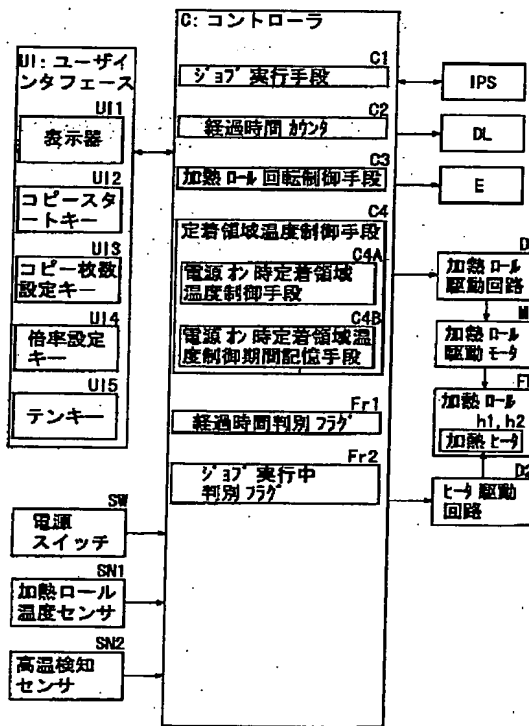 UI: ユーザイ
ンタフェース
UI1
表示器
UI2
コピースタ
ートキー
UI3
コピー枚数
設定キー
UI4
倍率設定
キー
UI5
テンキー
SW
電源
スイッチ
SN1
加熱ロール
温度センサ
SN2
高温検知
センサ
C: コントローラ
C1
ジョブ実行手段
C2
経過時間カウンタ
C3
加熱ロール回転制御手段
C4
定着領域温度制御手段
C4A
電源オン時定着領域
温度制御手段
C4B
電源オン時定着領域温
度制御期間記憶手段
Fr1
経過時間判別フラグ
Fr2
ジョブ実行中
判別フラグ
IPS
DL
E
加熱ロール
駆動回路
加熱ロール
駆動モータ
加熱ロール
h1, h2
加熱ヒータ
D2
ヒータ駆動
回路